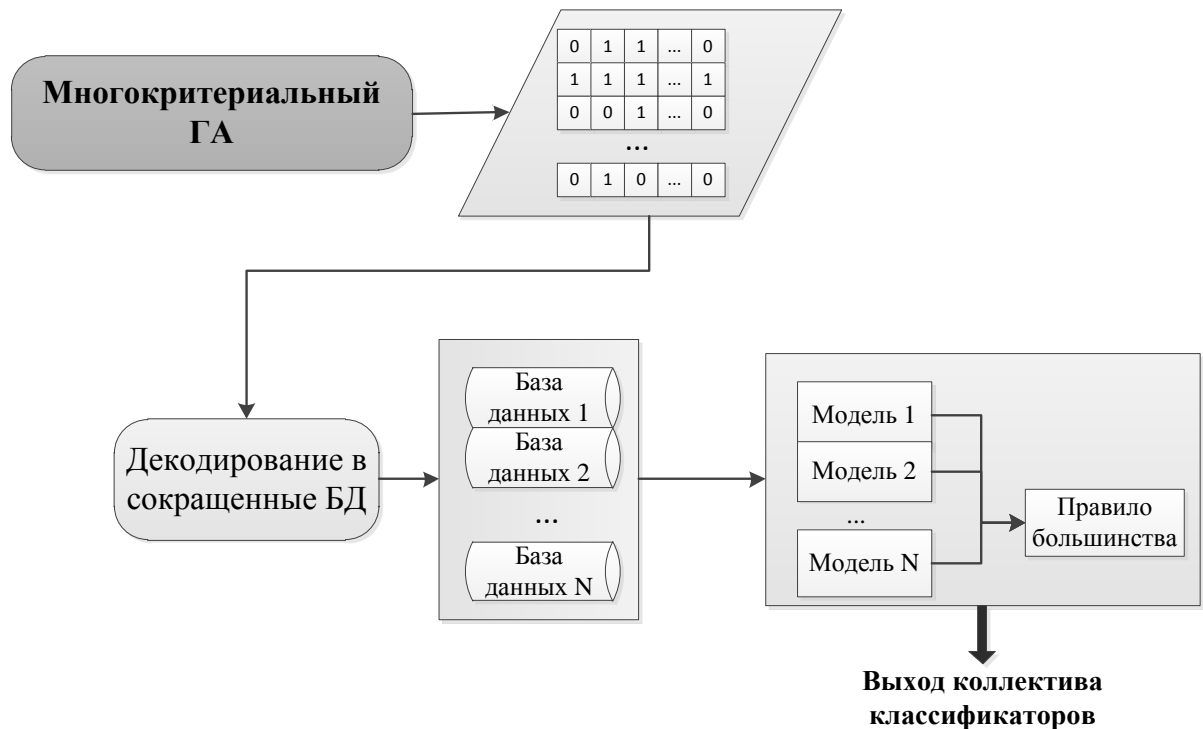 Многокритериальный
ГА
0 1 1 ... 0
1 1 1 ... 1
0 0 1 ... 0
...
0 1 0 ... 0
Декодирование в
сокращенные БД
База
данных 1
База
данных 2
...
База
данных N
Модель 1
Модель 2
...
Модель N
Правило
большинства
Выход коллектива
классификаторов